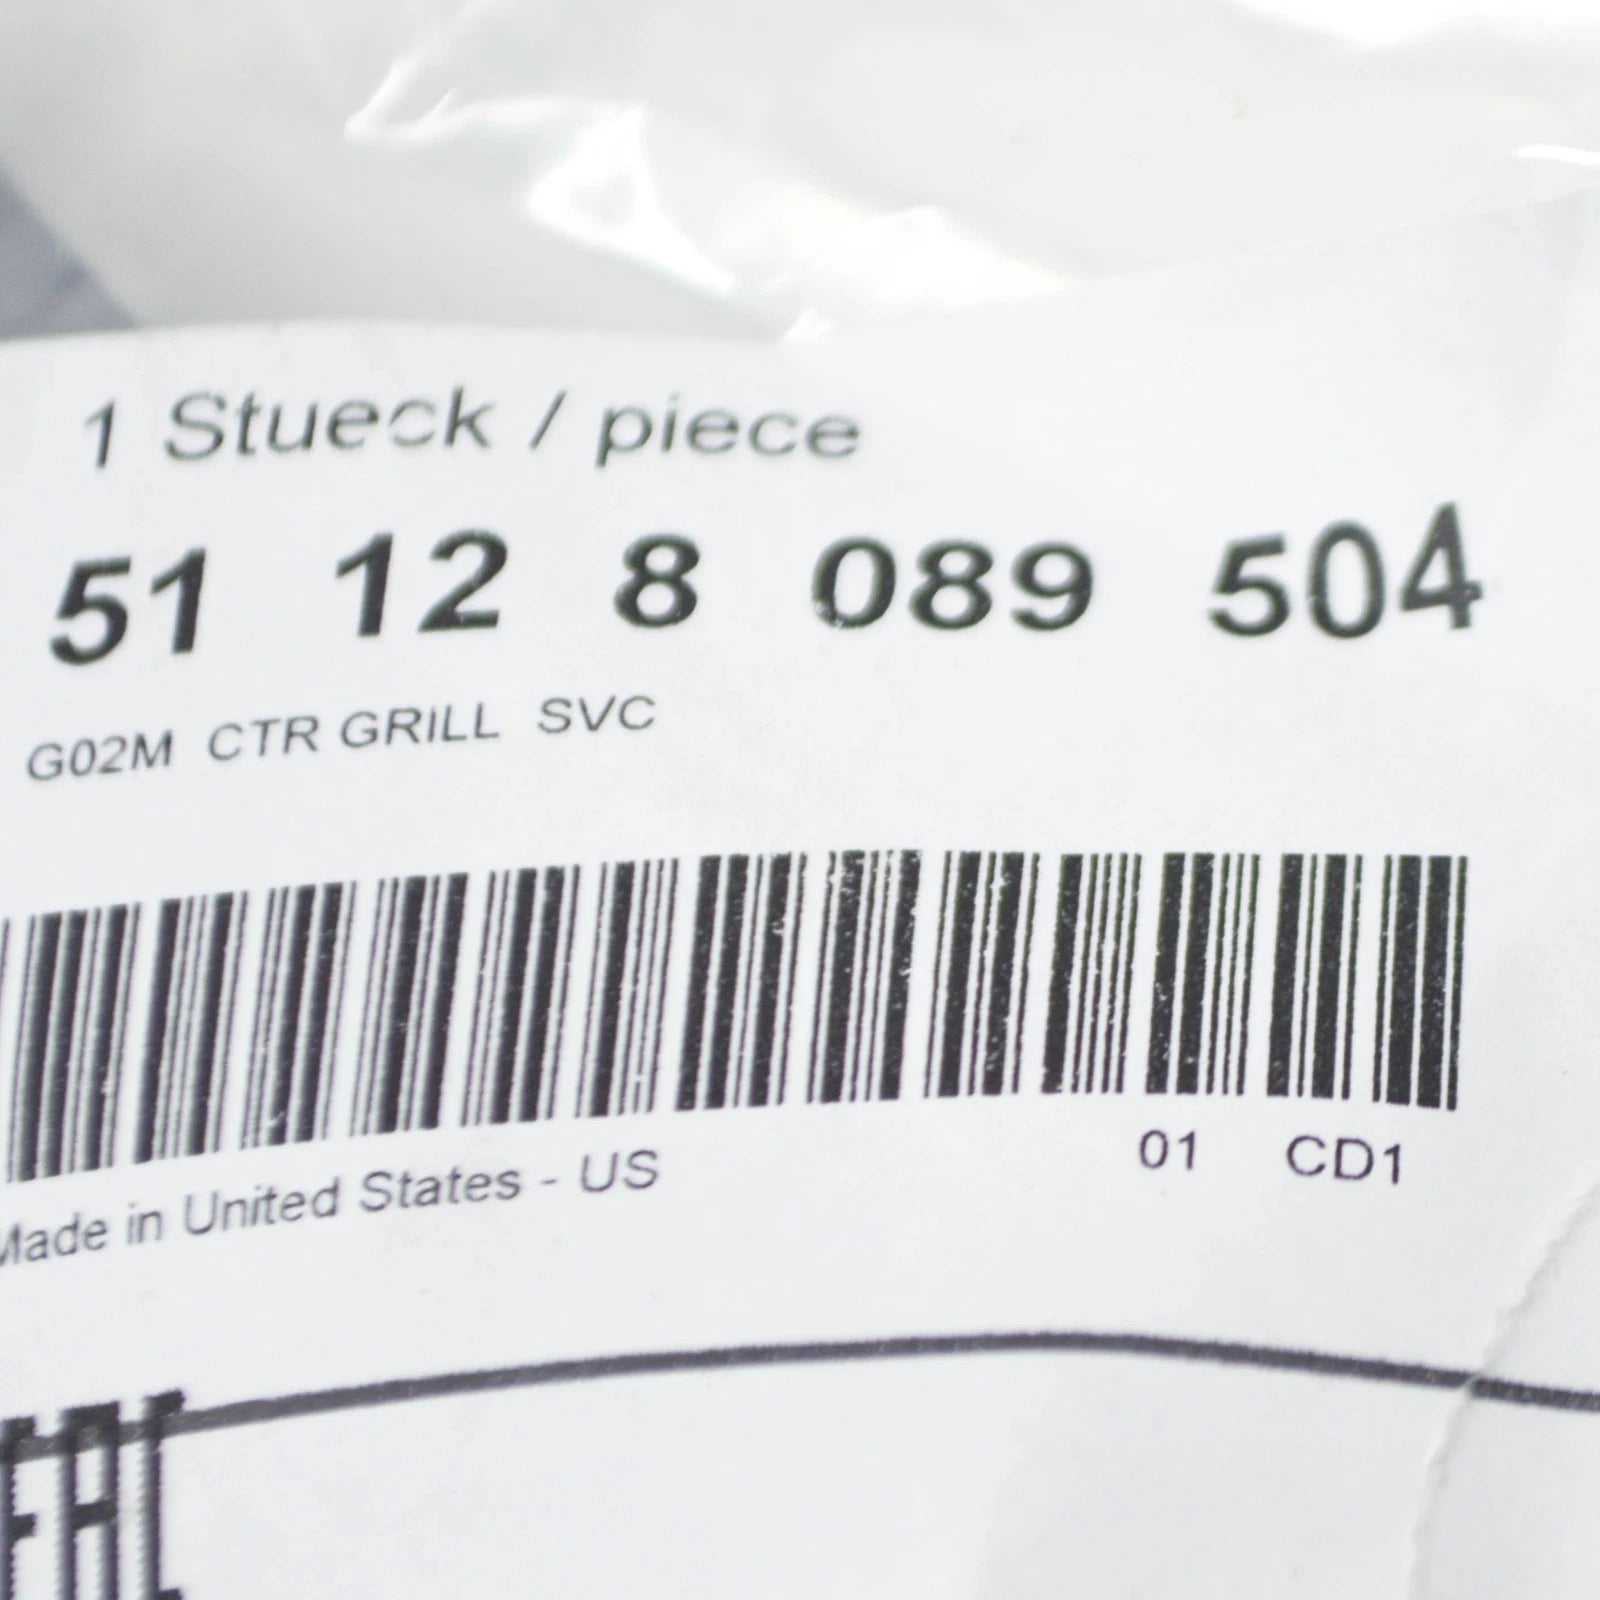 1 Stueck / piece
51 12 8 089 504
G02M CTR GRILL SVC
01 CD1
Made in United States - US
EAC